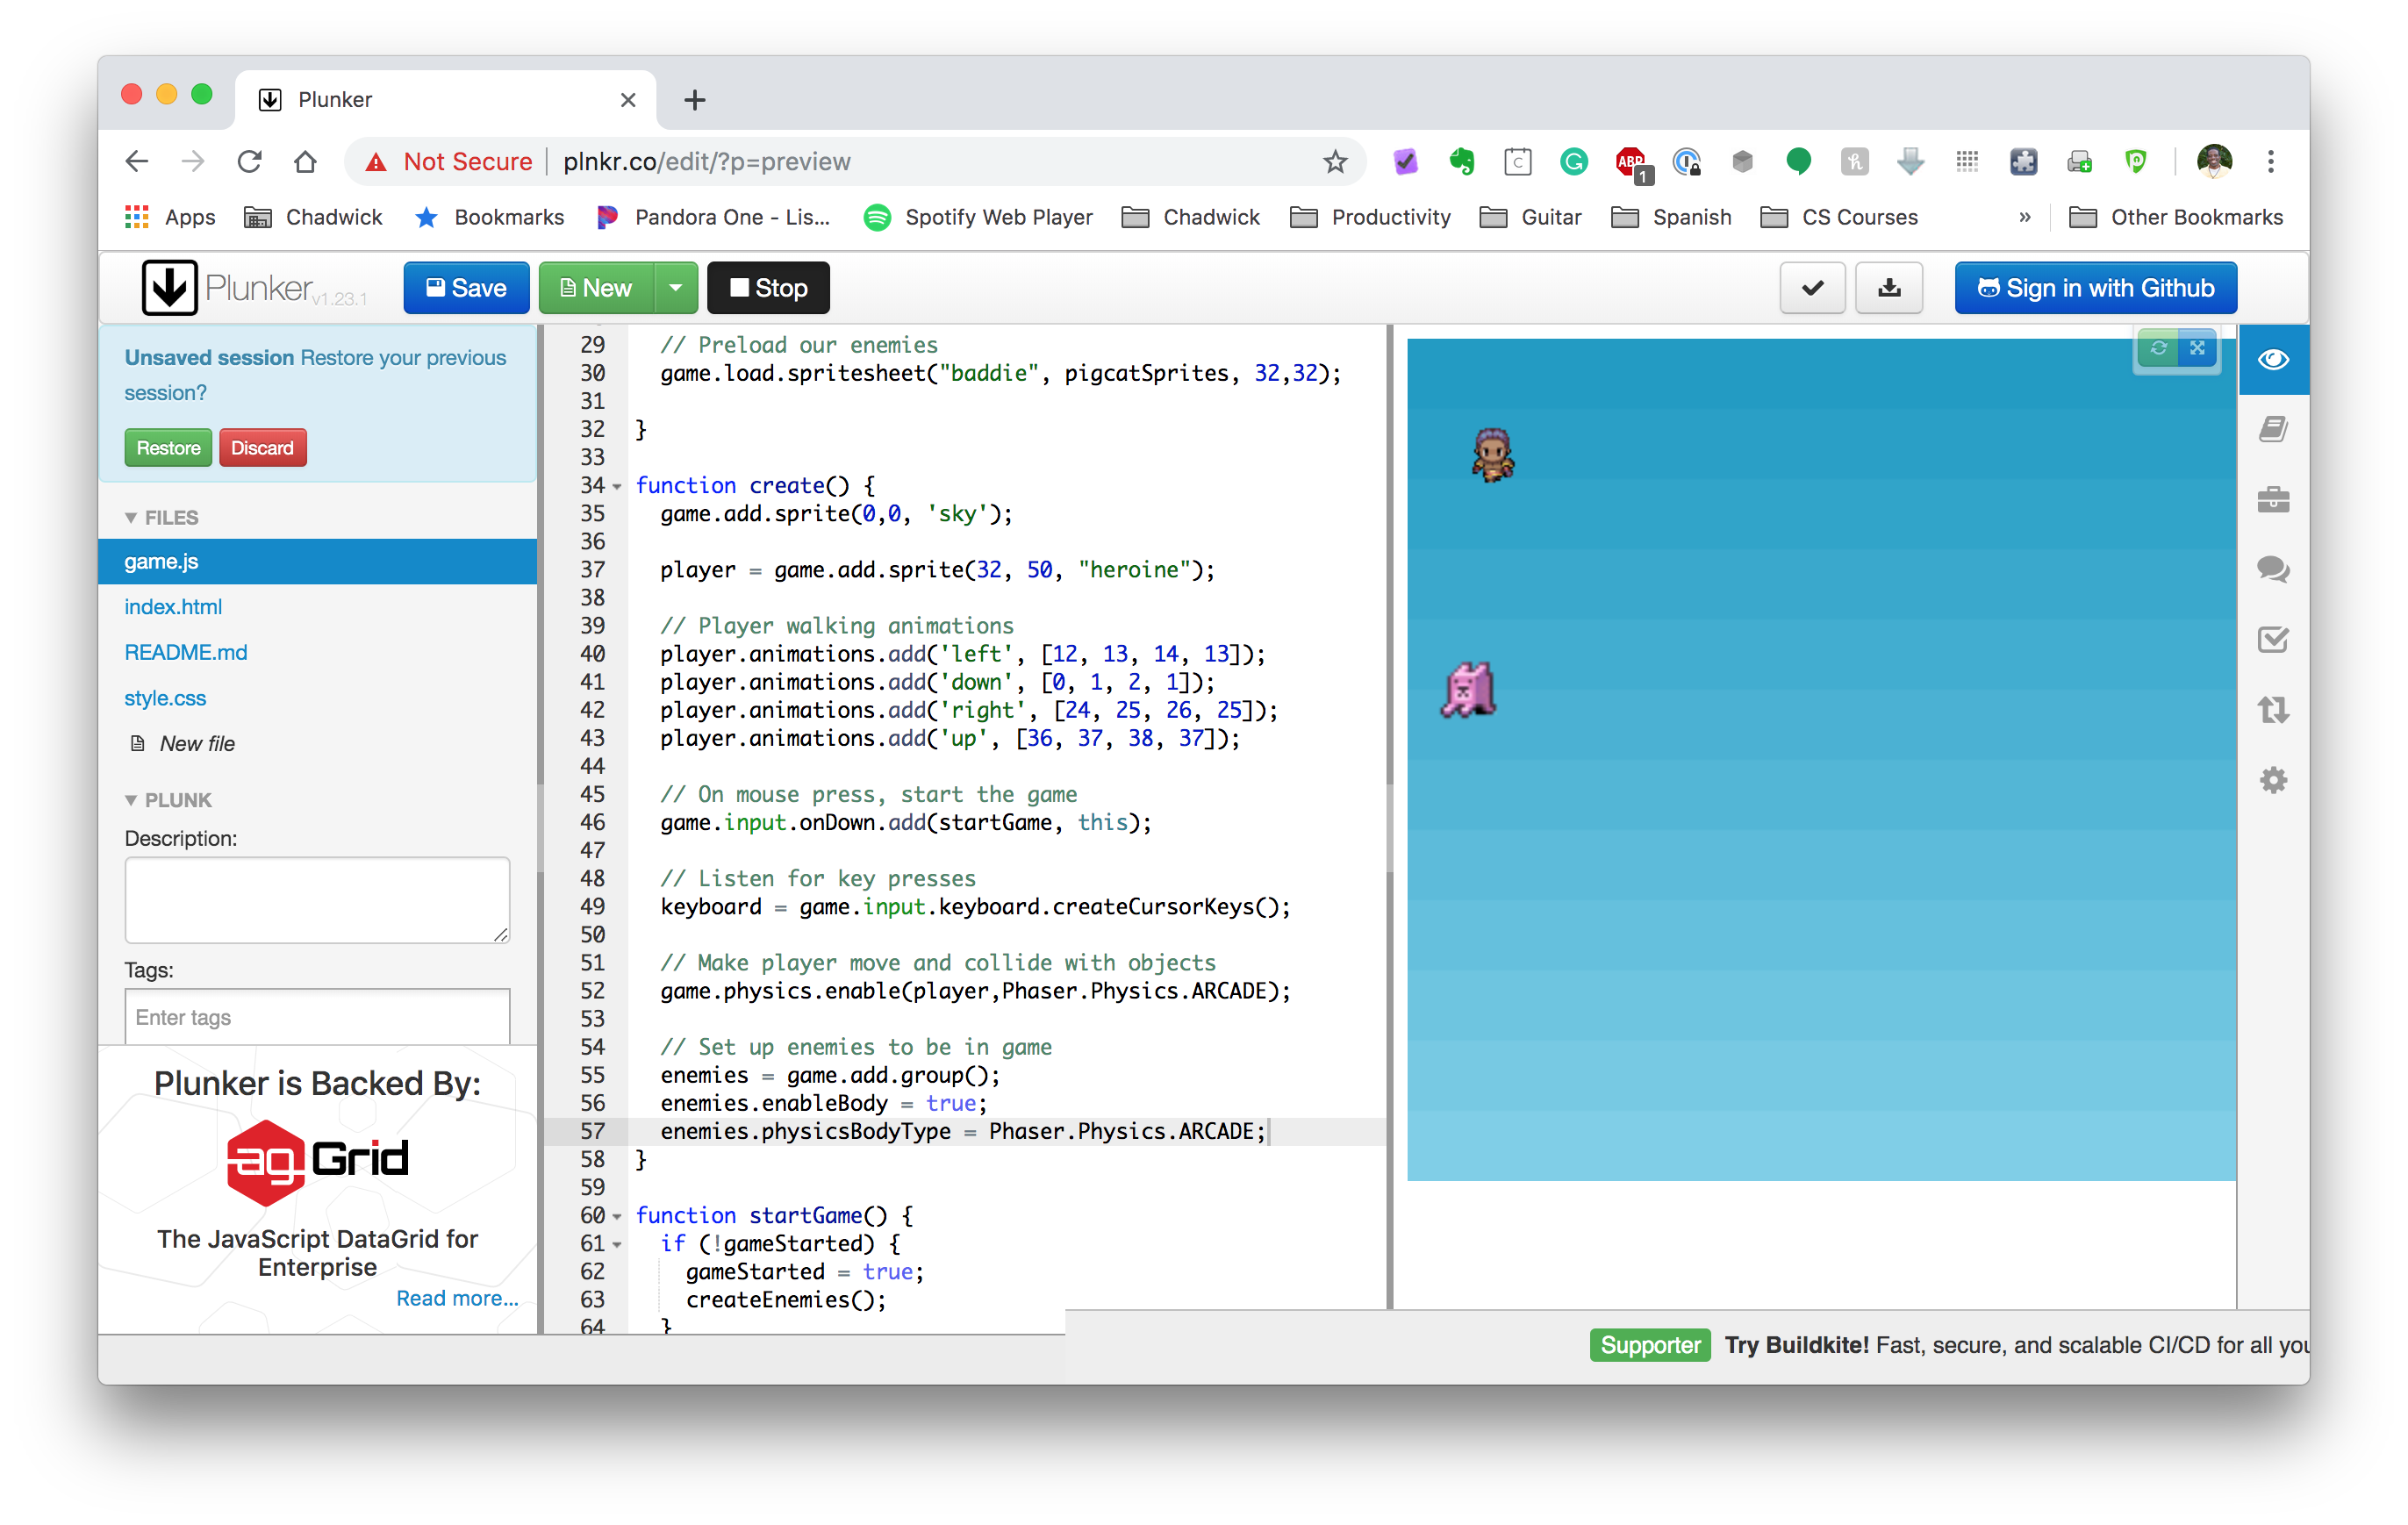 Plunker
Not Secure
plnkr.co/edit/?p=preview
ABP
1
Apps
Chadwick
Bookmarks
Pandora One - Lis...
Spotify Web Player
Chadwick
Productivity
Guitar
Spanish
CS Courses
»
Other Bookmarks
Plunker v1.23.1
Save
New
Stop
Sign in with Github
Unsaved session Restore your previous
session?
Restore
Discard
FILES
game.js
index.html
README.md
style.css
New file
PLUNK
Description:
Tags:
Enter tags
Plunker is Backed By:
ag-Grid
The JavaScript DataGrid for
Enterprise
Read more...
29   // Preload our enemies
30   game.load.spritesheet("baddie", pigcatSprites, 32,32);
31
32 }
33
34 function create() {
35   game.add.sprite(0,0, 'sky');
36
37   player = game.add.sprite(32, 50, "heroine");
38
39   // Player walking animations
40   player.animations.add('left', [12, 13, 14, 13]);
41   player.animations.add('down', [0, 1, 2, 1]);
42   player.animations.add('right', [24, 25, 26, 25]);
43   player.animations.add('up', [36, 37, 38, 37]);
44
45   // On mouse press, start the game
46   game.input.onDown.add(startGame, this);
47
48   // Listen for key presses
49   keyboard = game.input.keyboard.createCursorKeys();
50
51   // Make player move and collide with objects
52   game.physics.enable(player,Phaser.Physics.ARCADE);
53
54   // Set up enemies to be in game
55   enemies = game.add.group();
56   enemies.enableBody = true;
57   enemies.physicsBodyType = Phaser.Physics.ARCADE;
58 }
59
60 function startGame() {
61   if (!gameStarted) {
62     gameStarted = true;
63     createEnemies();
64   }
Supporter
Try Buildkite! Fast, secure, and scalable CI/CD for all you